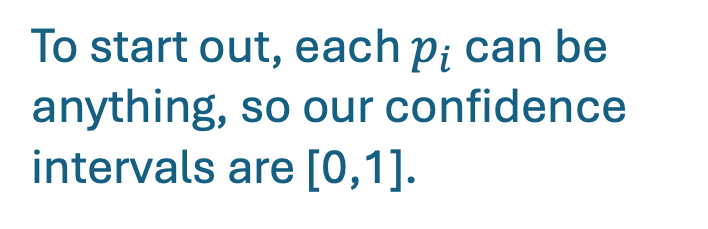 To start out, each 𝑝ᵢ can be
anything, so our confidence
intervals are [0,1].